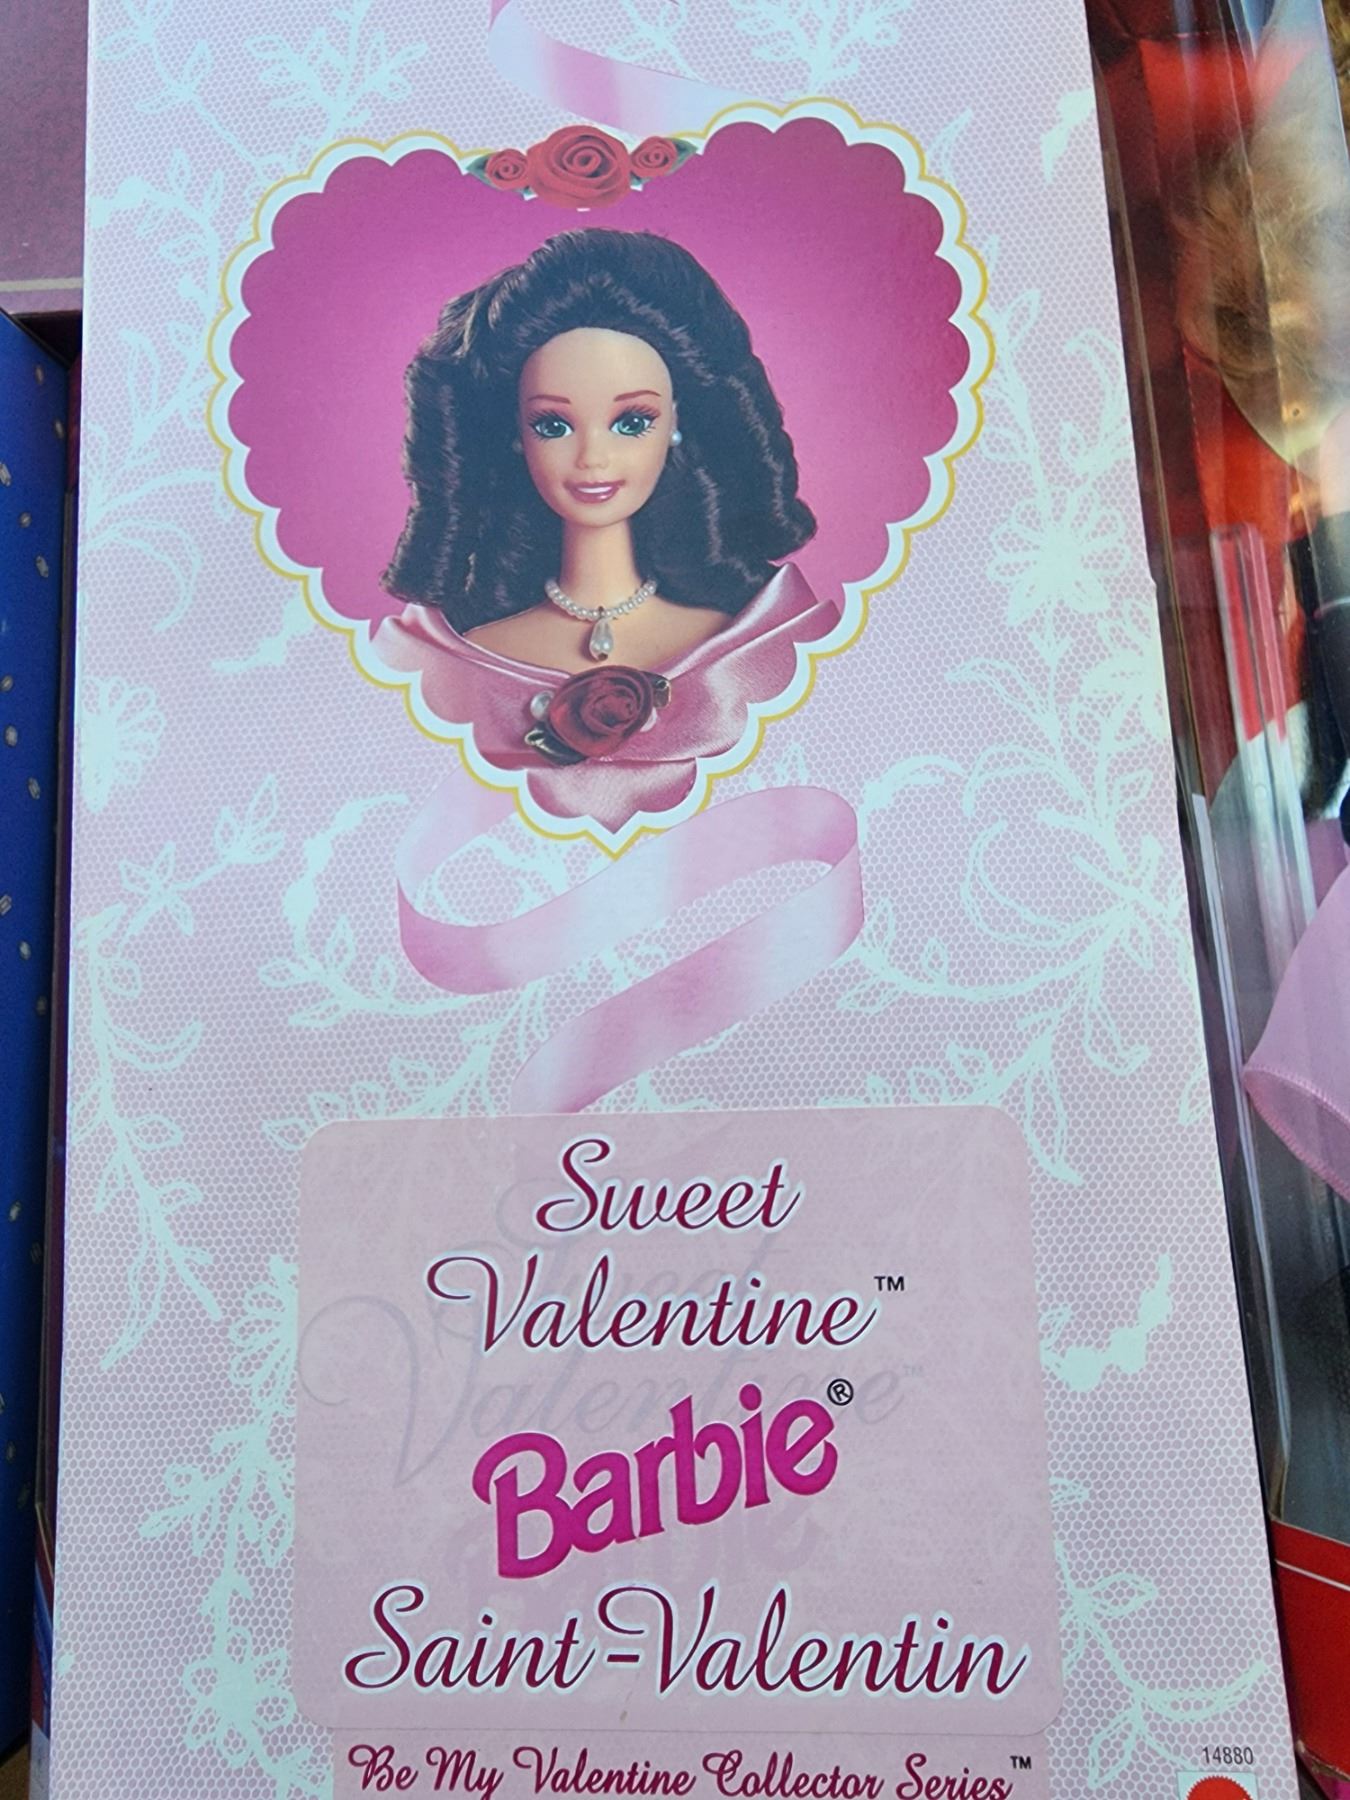 Sweet
Valentine™
Barbie®
Saint-Valentin
Be My Valentine Collector Series™
14880